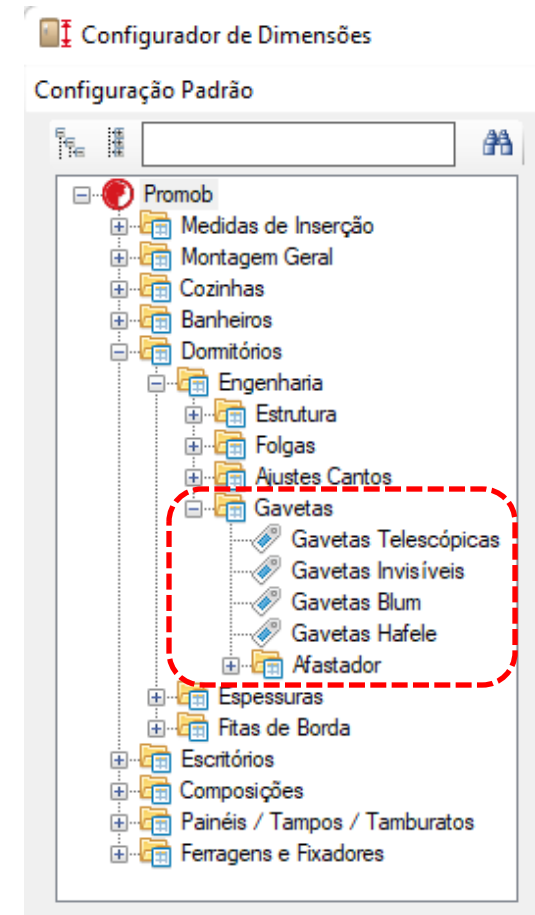 Configurador de Dimensões
Configuração Padrão
Promob
Medidas de Inserção
Montagem Geral
Cozinhas
Banheiros
Dormitórios
Engenharia
Estrutura
Folgas
Ajustes Cantos
Gavetas
Gavetas Telescópicas
Gavetas Invisíveis
Gavetas Blum
Gavetas Hafele
Afastador
Espessuras
Fitas de Borda
Escritórios
Composições
Painéis / Tampos / Tamburatos
Ferragens e Fixadores